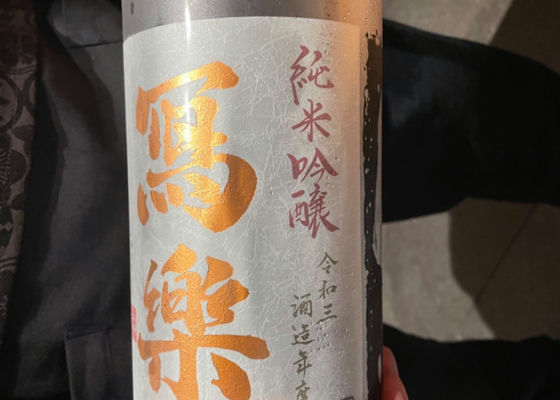 純米吟醸
寫樂
令和三
酒造年度